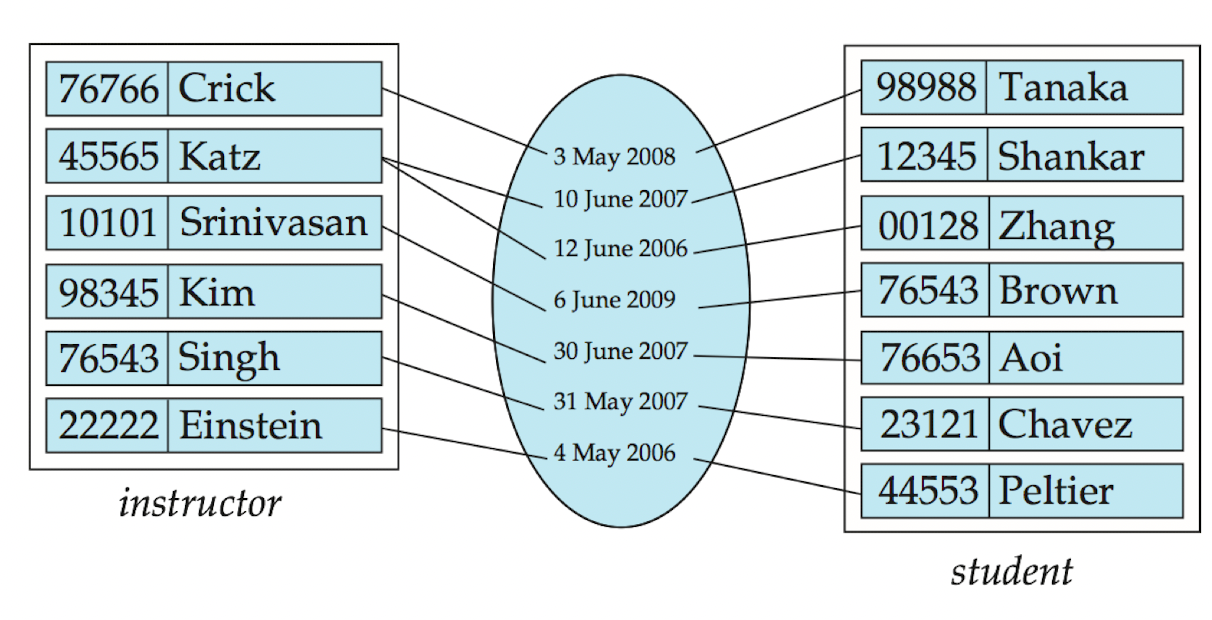 76766 Crick
45565 Katz
10101 Srinivasan
98345 Kim
76543 Singh
22222 Einstein
instructor
3 May 2008
10 June 2007
12 June 2006
6 June 2009
30 June 2007
31 May 2007
4 May 2006
98988 Tanaka
12345 Shankar
00128 Zhang
76543 Brown
76653 Aoi
23121 Chavez
44553 Peltier
student